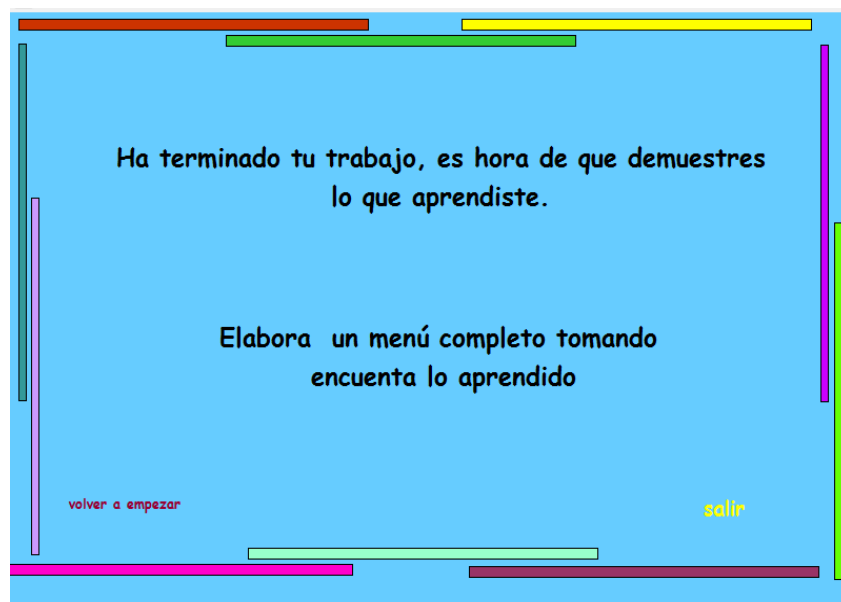 Ha terminado tu trabajo, es hora de que demuestres
lo que aprendiste.
Elabora  un menú completo tomando
encuenta lo aprendido
volver a empezar
salir